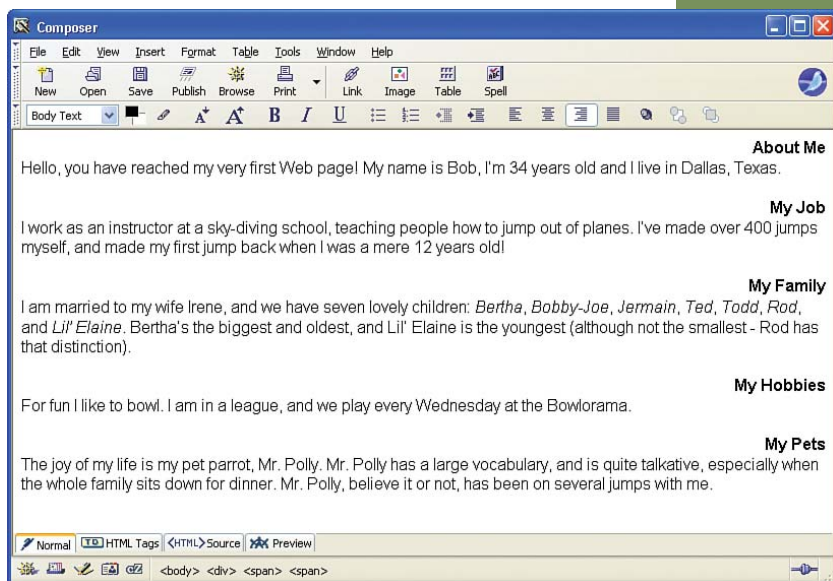 Composer
File Edit View Insert Format Table Tools Window Help
New Open Save Publish Browse Print Link Image Table Spell
Body Text A A B I U
About Me
Hello, you have reached my very first Web page! My name is Bob, I'm 34 years old and I live in Dallas, Texas.
My Job
I work as an instructor at a sky-diving school, teaching people how to jump out of planes. I've made over 400 jumps
myself, and made my first jump back when I was a mere 12 years old!
My Family
I am married to my wife Irene, and we have seven lovely children: Bertha, Bobby-Joe, Jermain, Ted, Todd, Rod,
and Lil' Elaine. Bertha's the biggest and oldest, and Lil' Elaine is the youngest (although not the smallest - Rod has
that distinction).
My Hobbies
For fun I like to bowl. I am in a league, and we play every Wednesday at the Bowlorama.
My Pets
The joy of my life is my pet parrot, Mr. Polly. Mr. Polly has a large vocabulary, and is quite talkative, especially when
the whole family sits down for dinner. Mr. Polly, believe it or not, has been on several jumps with me.
Normal TD HTML Tags <HTML> Source Preview
<body> <div> <span> <span>